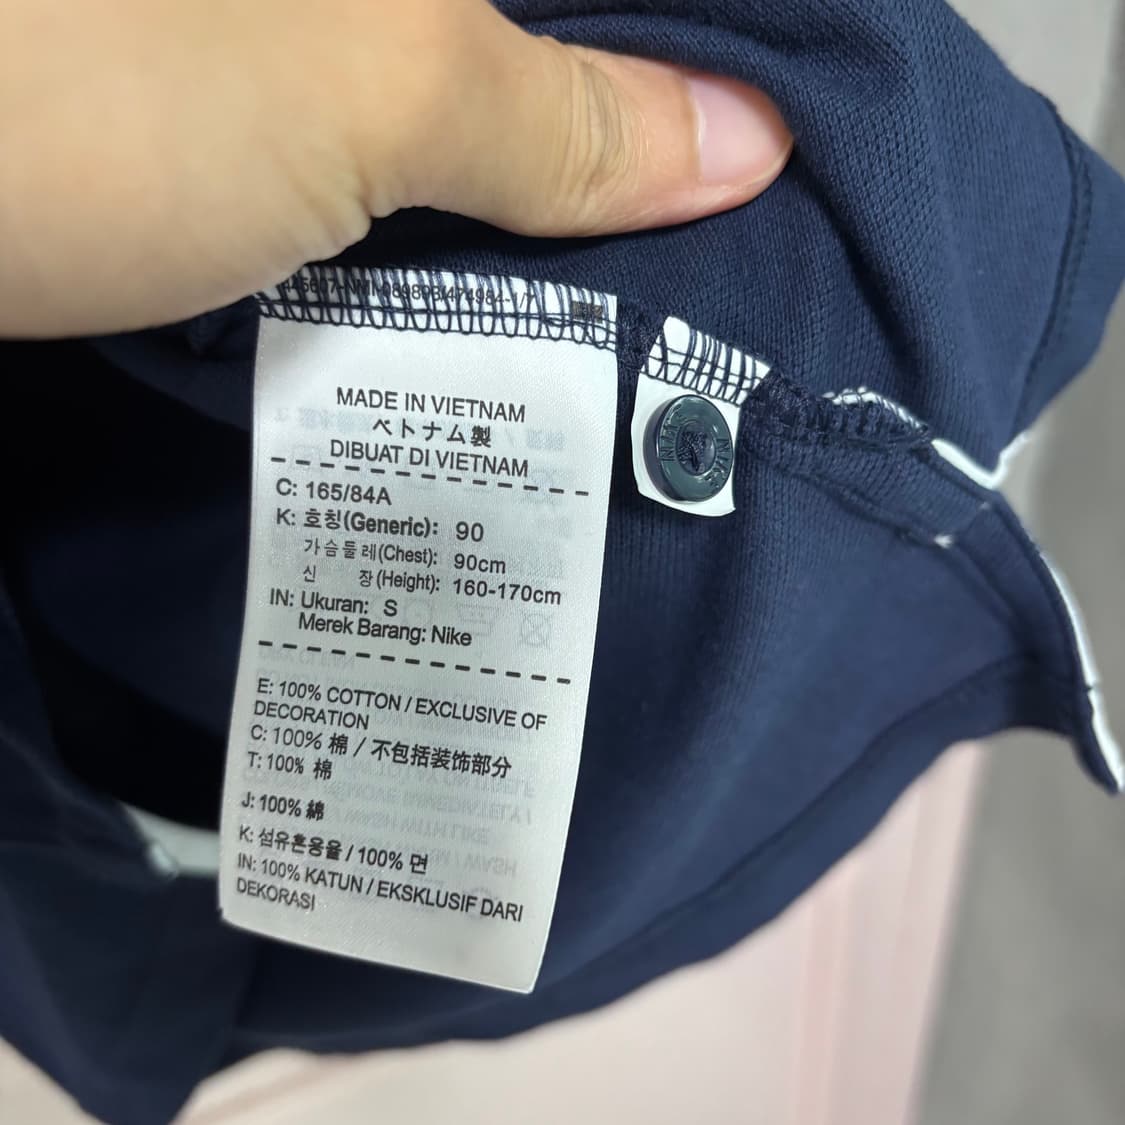 MADE IN VIETNAM
ベトナム製
DIBUAT DI VIETNAM
C: 165/84A
K: 호칭(Generic): 90
가슴둘레(Chest): 90cm
신 장(Height): 160-170cm
IN: Ukuran: S
Merek Barang: Nike
E: 100% COTTON / EXCLUSIVE OF
DECORATION
C: 100% 棉 / 不包括装饰部分
T: 100% 棉
J: 100% 綿
K: 섬유혼용율 / 100% 면
IN: 100% KATUN / EKSKLUSIF DARI
DEKORASI